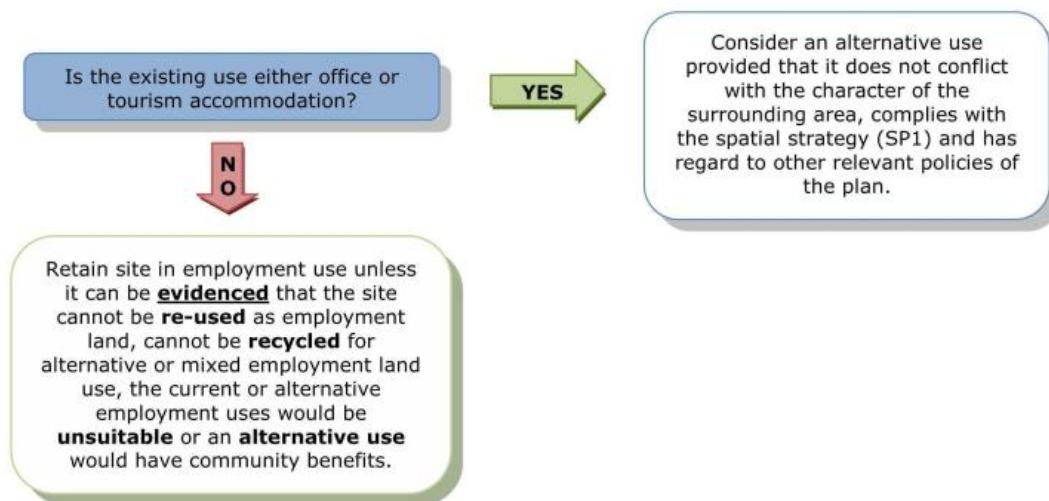 Is the existing use either office or
tourism accommodation?
YES
Consider an alternative use
provided that it does not conflict
with the character of the
surrounding area, complies with
the spatial strategy (SP1) and has
regard to other relevant policies of
the plan.
N
O
Retain site in employment use unless
it can be evidenced that the site
cannot be re-used as employment
land, cannot be recycled for
alternative or mixed employment land
use, the current or alternative
employment uses would be
unsuitable or an alternative use
would have community benefits.